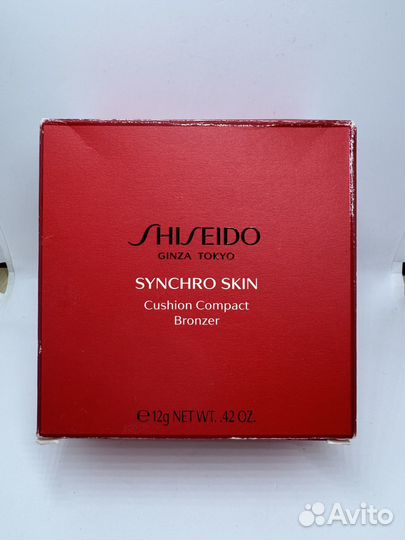 SHISEIDO
GINZA TOKYO
SYNCHRO SKIN
Cushion Compact
Bronzer
℮12g NET WT. .42 OZ.
Avito